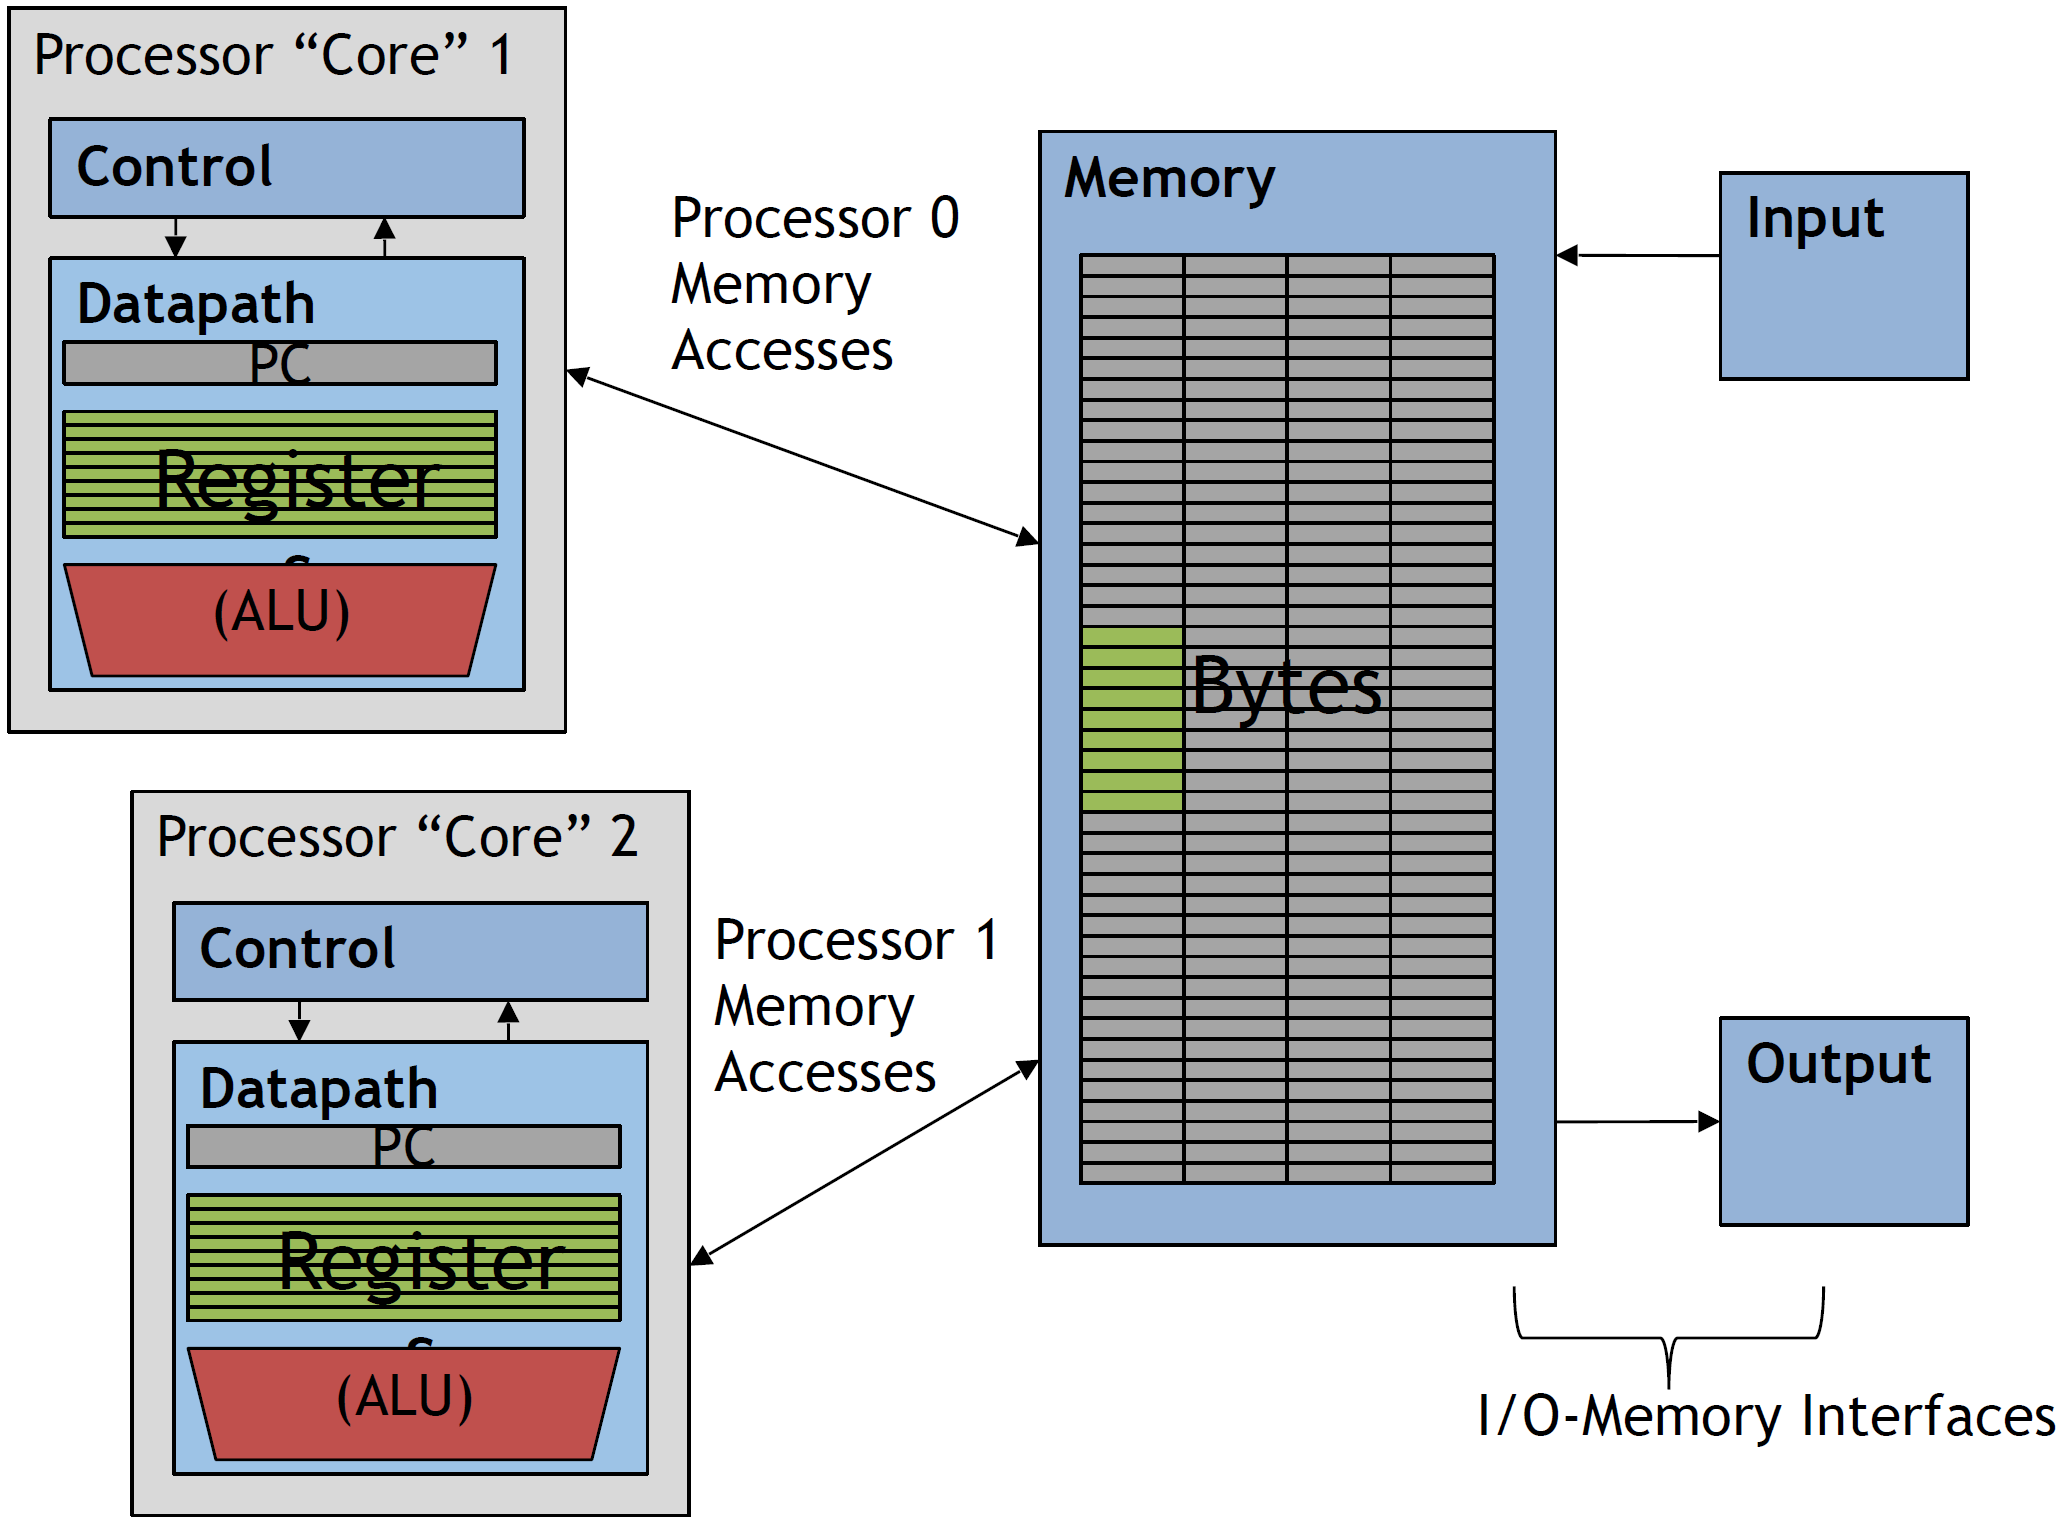 Processor “Core” 1
Control
Datapath
PC
Register
s
(ALU)
Processor 0
Memory
Accesses
Memory
Bytes
Input
Processor “Core” 2
Control
Datapath
PC
Register
s
(ALU)
Processor 1
Memory
Accesses
Output
I/O-Memory Interfaces